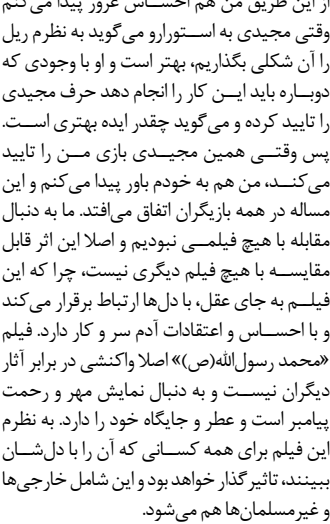 از این طریق من هم احساس غرور پیدا می‌کنم
وقتی مجیدی به استورارو می‌گوید به نظرم ریل
را آن شکلی بگذاریم، بهتر است و او با وجودی که
دوباره باید این کار را انجام دهد حرف مجیدی
را تایید کرده و می‌گوید چقدر ایده بهتری است.
پس وقتی همین مجیدی بازی من را تایید
می‌کند، من هم به خودم باور پیدا می‌کنم و این
مساله در همه بازیگران اتفاق می‌افتد. ما به دنبال
مقابله با هیچ فیلمی نبودیم و اصلا این اثر قابل
مقایسه با هیچ فیلم دیگری نیست، چرا که این
فیلم به جای عقل، با دل‌ها ارتباط برقرار می‌کند
و با احساس و اعتقادات آدم سر و کار دارد. فیلم
«محمد رسول‌الله(ص)» اصلا واکنشی در برابر آثار
دیگران نیست و به دنبال نمایش مهر و رحمت
پیامبر است و عطر و جایگاه خود را دارد. به نظرم
این فیلم برای همه کسانی که آن را با دل‌شان
ببینند، تاثیرگذار خواهد بود و این شامل خارجی‌ها
و غیرمسلمان‌ها هم می‌شود.